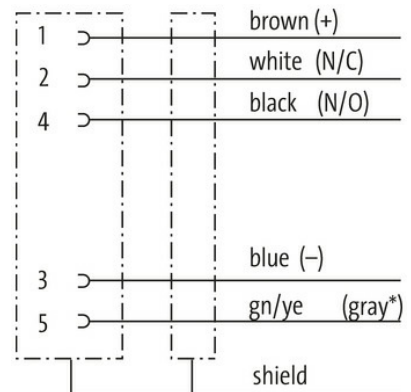 1 brown (+)
2 white (N/C)
4 black (N/O)
3 blue (–)
5 gn/ye (gray*)
shield